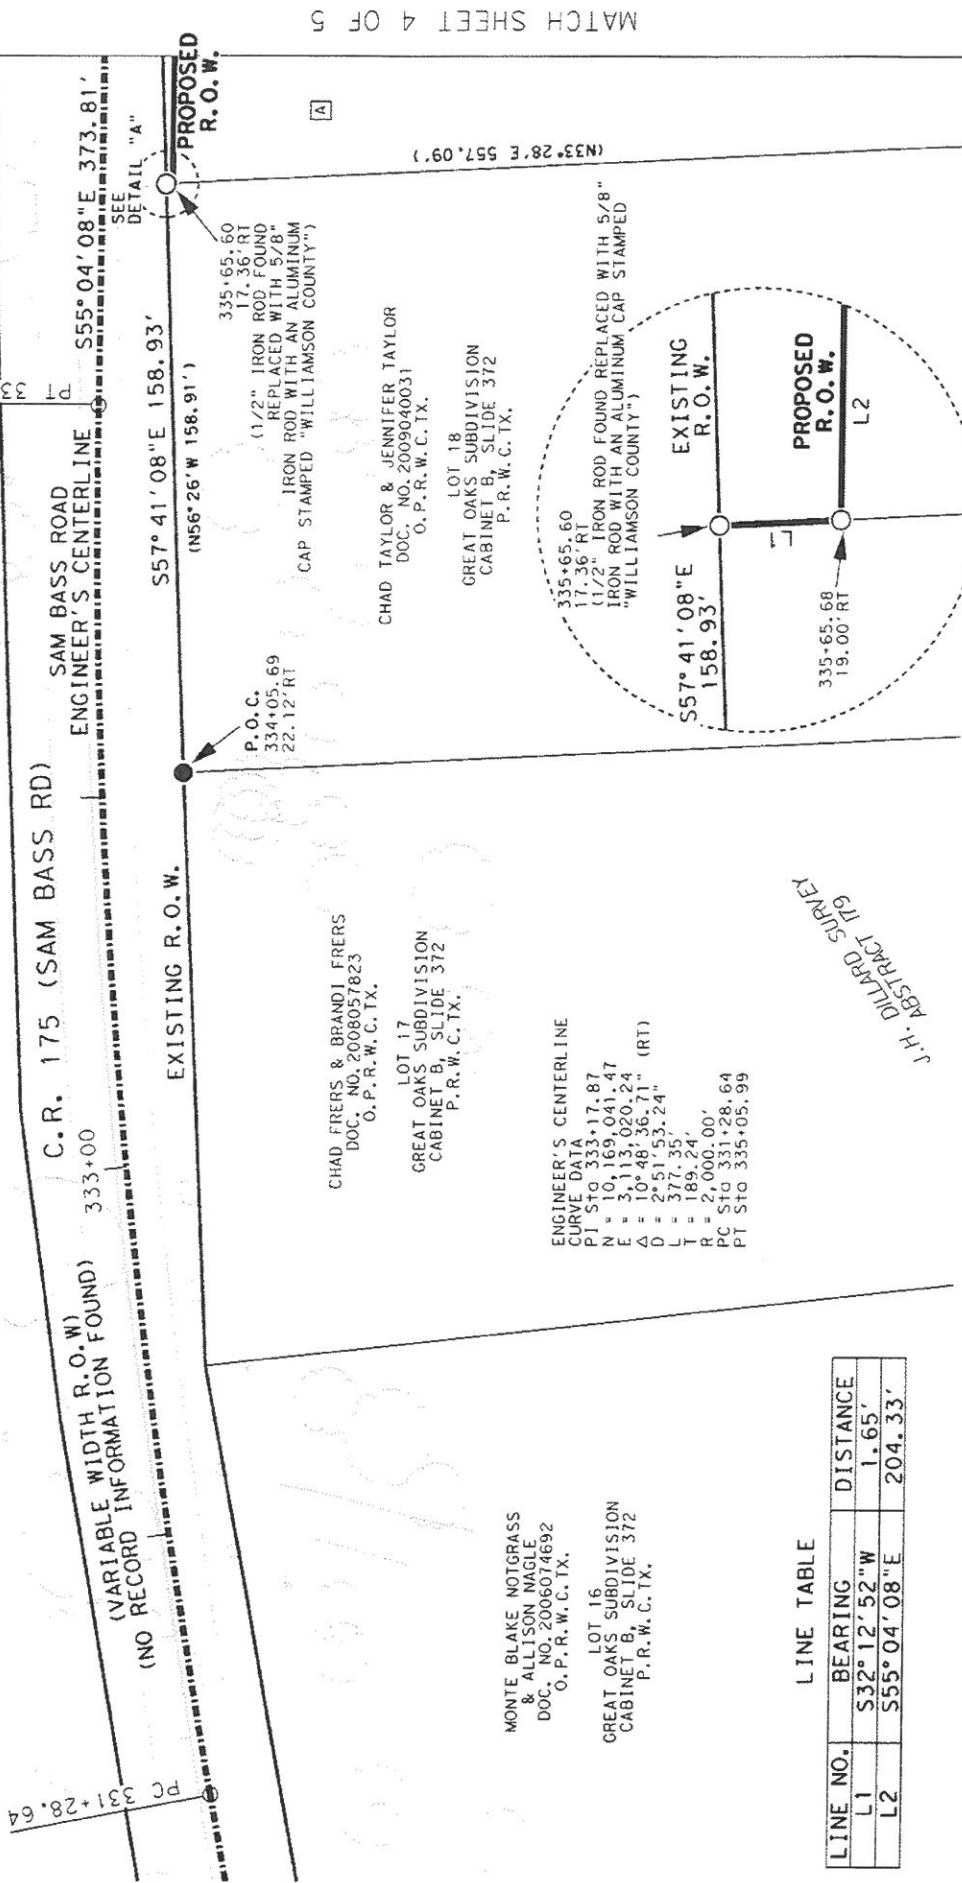 MATCH SHEET 4 OF 5
C.R. 175 (SAM BASS RD)
(VARIABLE WIDTH R.O.W)
(NO RECORD INFORMATION FOUND)
333+00
PC 331+28.64
PT 33
SAM BASS ROAD
ENGINEER'S CENTERLINE
S55°04'08"E 373.81'
SEE
DETAIL "A"
PROPOSED
R.O.W.
EXISTING R.O.W.
S57°41'08"E 158.93'
(N56°26'W 158.91')
P.O.C.
334+05.69
22.12'RT
335+65.60
17.36'RT
(1/2" IRON ROD FOUND
REPLACED WITH 5/8"
IRON ROD WITH AN ALUMINUM
CAP STAMPED "WILLIAMSON COUNTY")
A
(N33°28'E 557.09')
CHAD TAYLOR & JENNIFER TAYLOR
DOC. NO.2009040031
O.P.R.W.C.TX.
LOT 18
GREAT OAKS SUBDIVISION
CABINET B, SLIDE 372
P.R.W.C.TX.
CHAD FRERS & BRANDI FRERS
DOC. NO.2008057823
O.P.R.W.C.TX.
LOT 17
GREAT OAKS SUBDIVISION
CABINET B, SLIDE 372
P.R.W.C.TX.
MONTE BLAKE NOTGRASS
& ALLISON NAGLE
DOC. NO.2006074692
O.P.R.W.C.TX.
LOT 16
GREAT OAKS SUBDIVISION
CABINET B, SLIDE 372
P.R.W.C.TX.
ENGINEER'S CENTERLINE
CURVE DATA
PI Sta 333+17.87
N = 10,169,041.47
E = 3,113,020.24
Δ = 10°48'36.71" (RT)
D = 2°51'53.24"
L = 377.35'
T = 189.24'
R = 2,000.00'
PC Sta 331+28.64
PT Sta 335+05.99
J.H. DILLARD SURVEY
ABSTRACT 179
335+65.60
17.36'RT
(1/2" IRON ROD FOUND REPLACED WITH 5/8"
IRON ROD WITH AN ALUMINUM CAP STAMPED
"WILLIAMSON COUNTY")
S57°41'08"E
158.93'
EXISTING
R.O.W.
L1
PROPOSED
R.O.W.
L2
335+65.68
19.00'RT
LINE TABLE
LINE NO. BEARING DISTANCE
L1 S32°12'52"W 1.65'
L2 S55°04'08"E 204.33'